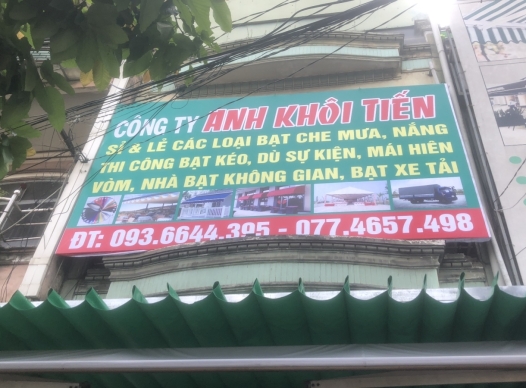 CÔNG TY ANH KHÔI TIẾN
SỈ & LẺ CÁC LOẠI BẠT CHE MƯA, NẮNG
THI CÔNG BẠT KÉO, DÙ SỰ KIỆN, MÁI HIÊN
VÒM, NHÀ BẠT KHÔNG GIAN, BẠT XE TẢI
ĐT: 093.6644.395 - 077.4657.498